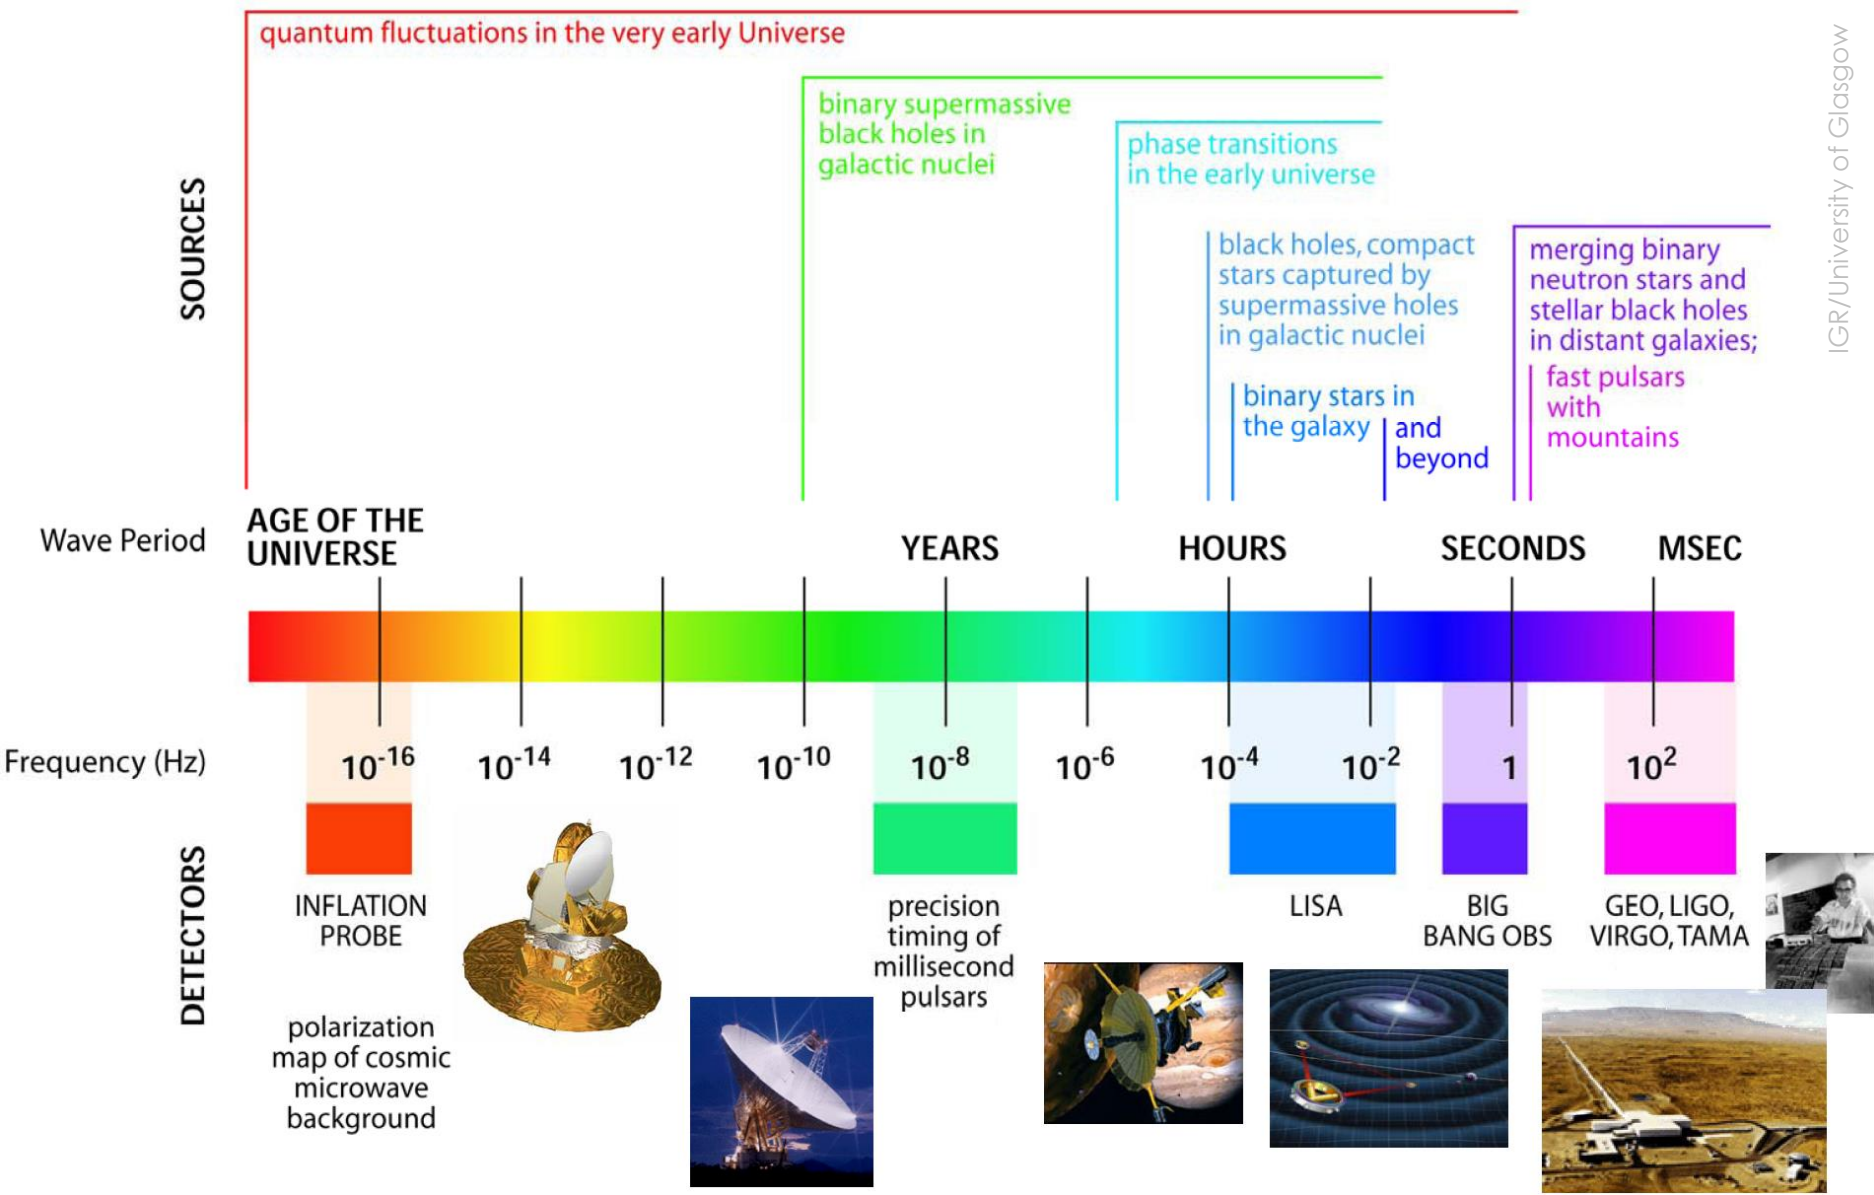 quantum fluctuations in the very early Universe
binary supermassive
black holes in
galactic nuclei
phase transitions
in the early universe
black holes, compact
stars captured by
supermassive holes
in galactic nuclei
binary stars in
the galaxy
and
beyond
merging binary
neutron stars and
stellar black holes
in distant galaxies;
fast pulsars
with
mountains
SOURCES
IGR/University of Glasgow
Wave Period
AGE OF THE
UNIVERSE
YEARS
HOURS
SECONDS
MSEC
Frequency (Hz)
10⁻¹⁶ 10⁻¹⁴ 10⁻¹² 10⁻¹⁰ 10⁻⁸ 10⁻⁶ 10⁻⁴ 10⁻² 1 10²
DETECTORS
INFLATION
PROBE
polarization
map of cosmic
microwave
background
precision
timing of
millisecond
pulsars
LISA
BIG
BANG OBS
GEO, LIGO,
VIRGO, TAMA